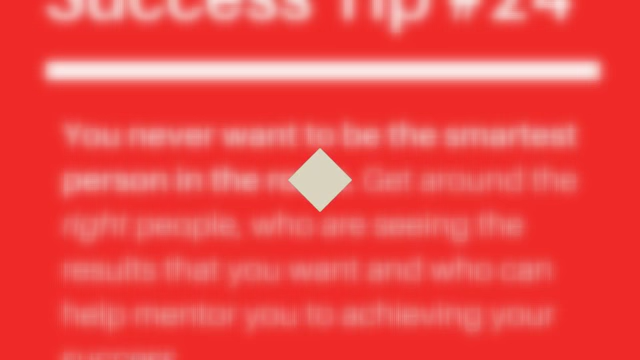 Success Tip #24
You never want to be the smartest
person in the Get around the
right people, who are seeing the
results that you want and who can
help mentor you to achieving your
success